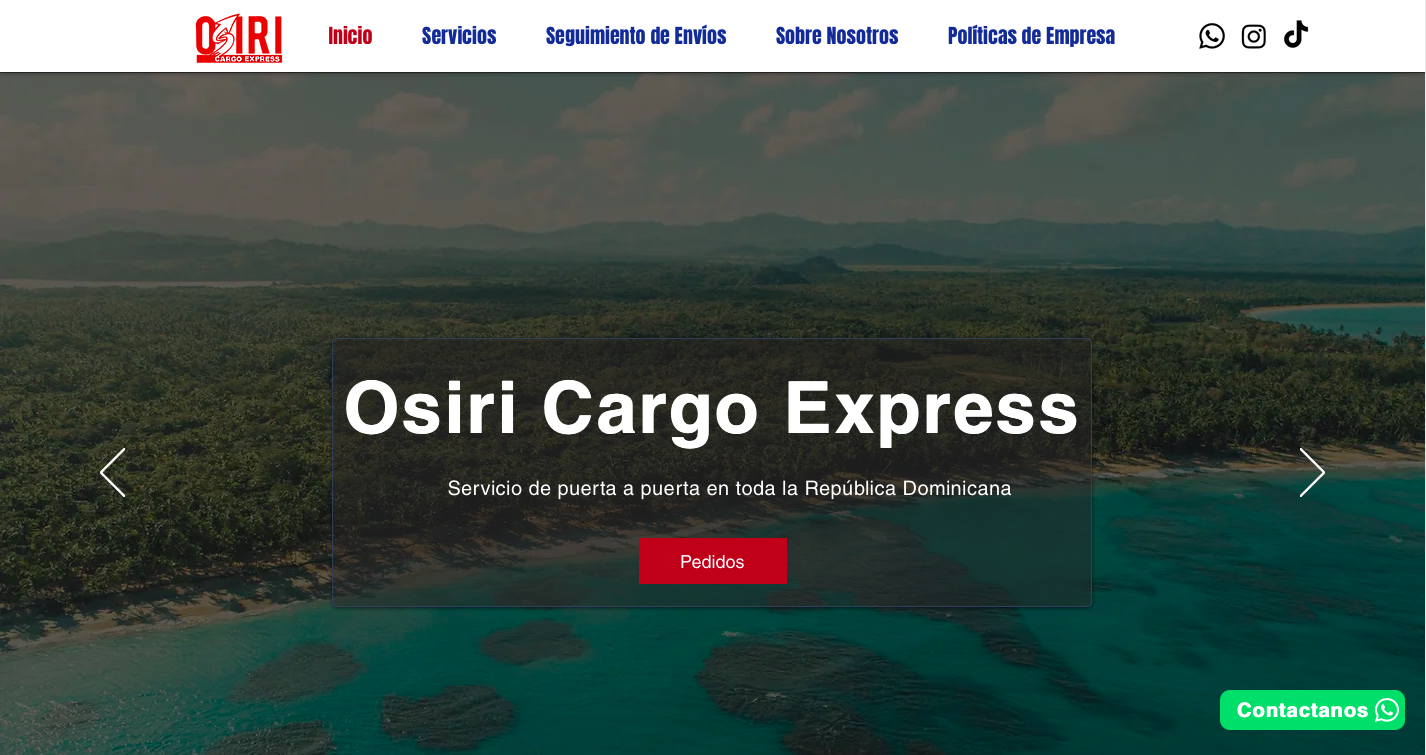 OSIRI
CARGO EXPRESS
Inicio
Servicios
Seguimiento de Envíos
Sobre Nosotros
Políticas de Empresa
Osiri Cargo Express
Servicio de puerta a puerta en toda la República Dominicana
Pedidos
Contactanos